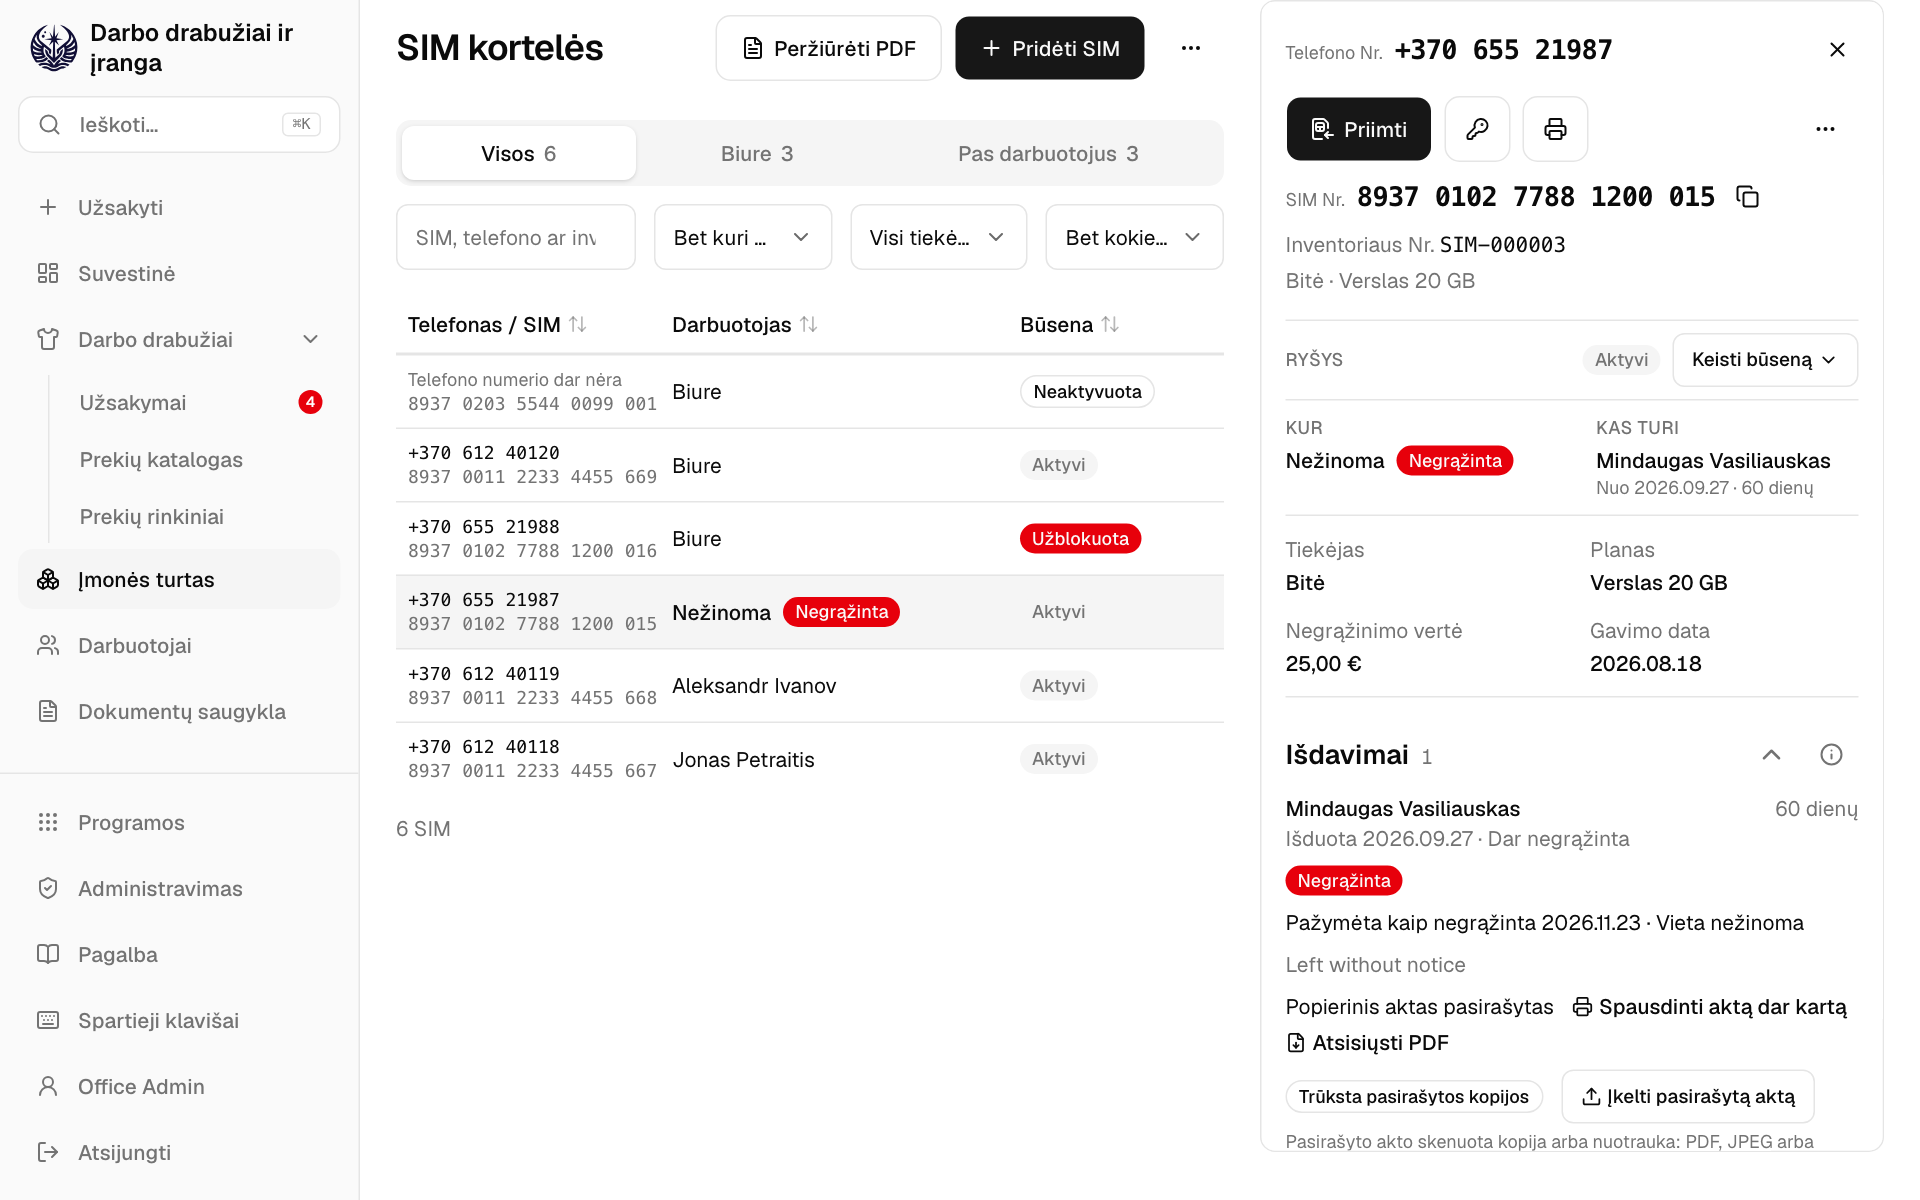 Darbo drabužiai ir
įranga
Ieškoti...
⌘K
Užsakyti
Suvestinė
Darbo drabužiai
Užsakymai
4
Prekių katalogas
Prekių rinkiniai
Įmonės turtas
Darbuotojai
Dokumentų saugykla
Programos
Administravimas
Pagalba
Spartieji klavišai
Office Admin
Atsijungti
SIM kortelės
Peržiūrėti PDF
Pridėti SIM
Visos 6
Biure 3
Pas darbuotojus 3
SIM, telefono ar inv
Bet kuri ...
Visi tiekė...
Bet kokie...
Telefonas / SIM
Darbuotojas
Būsena
Telefono numerio dar nėra
8937 0203 5544 0099 001
Biure
Neaktyvuota
+370 612 40120
8937 0011 2233 4455 669
Biure
Aktyvi
+370 655 21988
8937 0102 7788 1200 016
Biure
Užblokuota
+370 655 21987
8937 0102 7788 1200 015
Nežinoma
Negrąžinta
Aktyvi
+370 612 40119
8937 0011 2233 4455 668
Aleksandr Ivanov
Aktyvi
+370 612 40118
8937 0011 2233 4455 667
Jonas Petraitis
Aktyvi
6 SIM
Telefono Nr. +370 655 21987
Priimti
SIM Nr. 8937 0102 7788 1200 015
Inventoriaus Nr. SIM-000003
Bitė · Verslas 20 GB
RYŠYS
Aktyvi
Keisti būseną
KUR
Nežinoma
Negrąžinta
KAS TURI
Mindaugas Vasiliauskas
Nuo 2026.09.27 · 60 dienų
Tiekėjas
Bitė
Planas
Verslas 20 GB
Negrąžinimo vertė
25,00 €
Gavimo data
2026.08.18
Išdavimai 1
Mindaugas Vasiliauskas
60 dienų
Išduota 2026.09.27 · Dar negrąžinta
Negrąžinta
Pažymėta kaip negrąžinta 2026.11.23 · Vieta nežinoma
Left without notice
Popierinis aktas pasirašytas
Spausdinti aktą dar kartą
Atsisiųsti PDF
Trūksta pasirašytos kopijos
Įkelti pasirašytą aktą
Pasirašyto akto skenuota kopija arba nuotrauka: PDF, JPEG arba